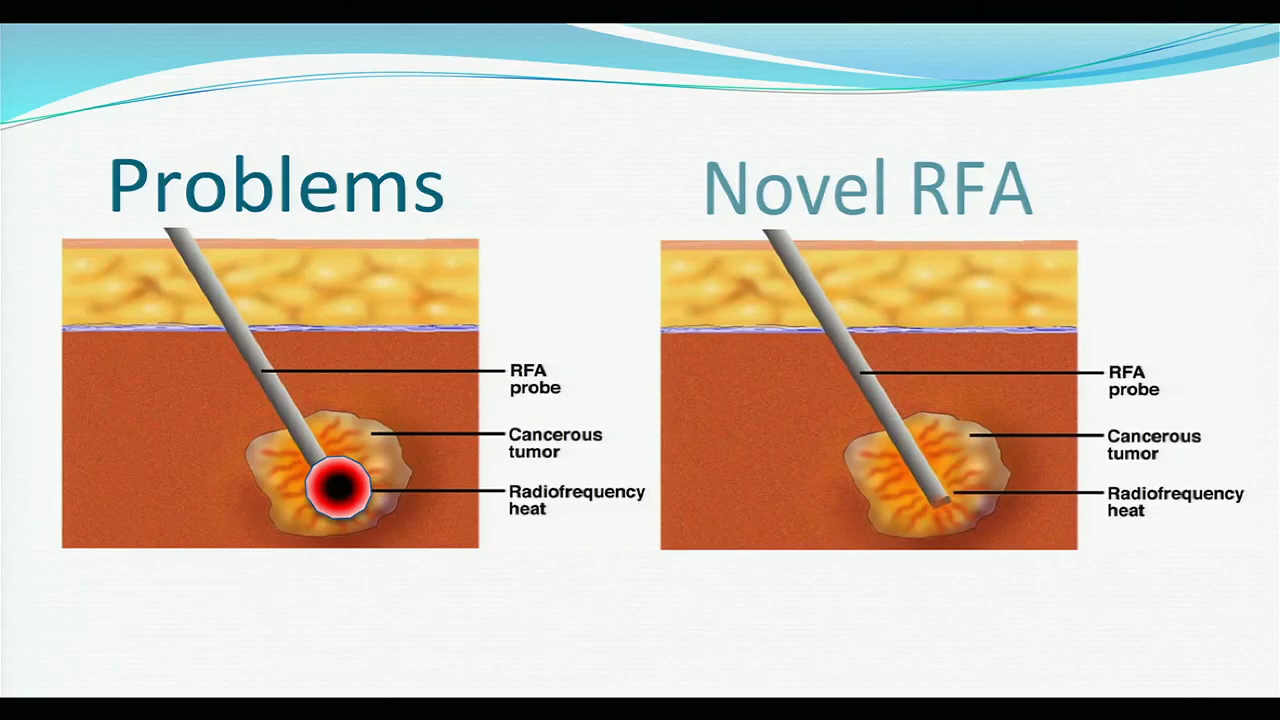 Problems
RFA
probe
Cancerous
tumor
Radiofrequency
heat
Novel RFA
RFA
probe
Cancerous
tumor
Radiofrequency
heat